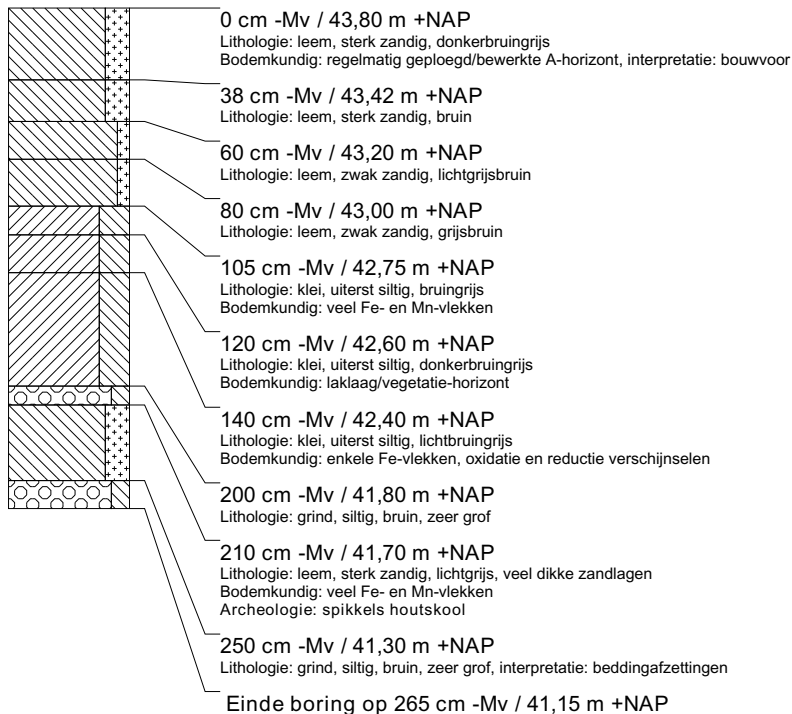 0 cm -Mv / 43,80 m +NAP
Lithologie: leem, sterk zandig, donkerbruingrijs
Bodemkundig: regelmatig geploegd/bewerkte A-horizont, interpretatie: bouwvoor
38 cm -Mv / 43,42 m +NAP
Lithologie: leem, sterk zandig, bruin
60 cm -Mv / 43,20 m +NAP
Lithologie: leem, zwak zandig, lichtgrijsbruin
80 cm -Mv / 43,00 m +NAP
Lithologie: leem, zwak zandig, grijsbruin
105 cm -Mv / 42,75 m +NAP
Lithologie: klei, uiterst siltig, bruingrijs
Bodemkundig: veel Fe- en Mn-vlekken
120 cm -Mv / 42,60 m +NAP
Lithologie: klei, uiterst siltig, donkerbruingrijs
Bodemkundig: laklaag/vegetatie-horizont
140 cm -Mv / 42,40 m +NAP
Lithologie: klei, uiterst siltig, lichtbruingrijs
Bodemkundig: enkele Fe-vlekken, oxidatie en reductie verschijnselen
200 cm -Mv / 41,80 m +NAP
Lithologie: grind, siltig, bruin, zeer grof
210 cm -Mv / 41,70 m +NAP
Lithologie: leem, sterk zandig, lichtgrijs, veel dikke zandlagen
Bodemkundig: veel Fe- en Mn-vlekken
Archeologie: spikkels houtskool
250 cm -Mv / 41,30 m +NAP
Lithologie: grind, siltig, bruin, zeer grof, interpretatie: beddingafzettingen
Einde boring op 265 cm -Mv / 41,15 m +NAP